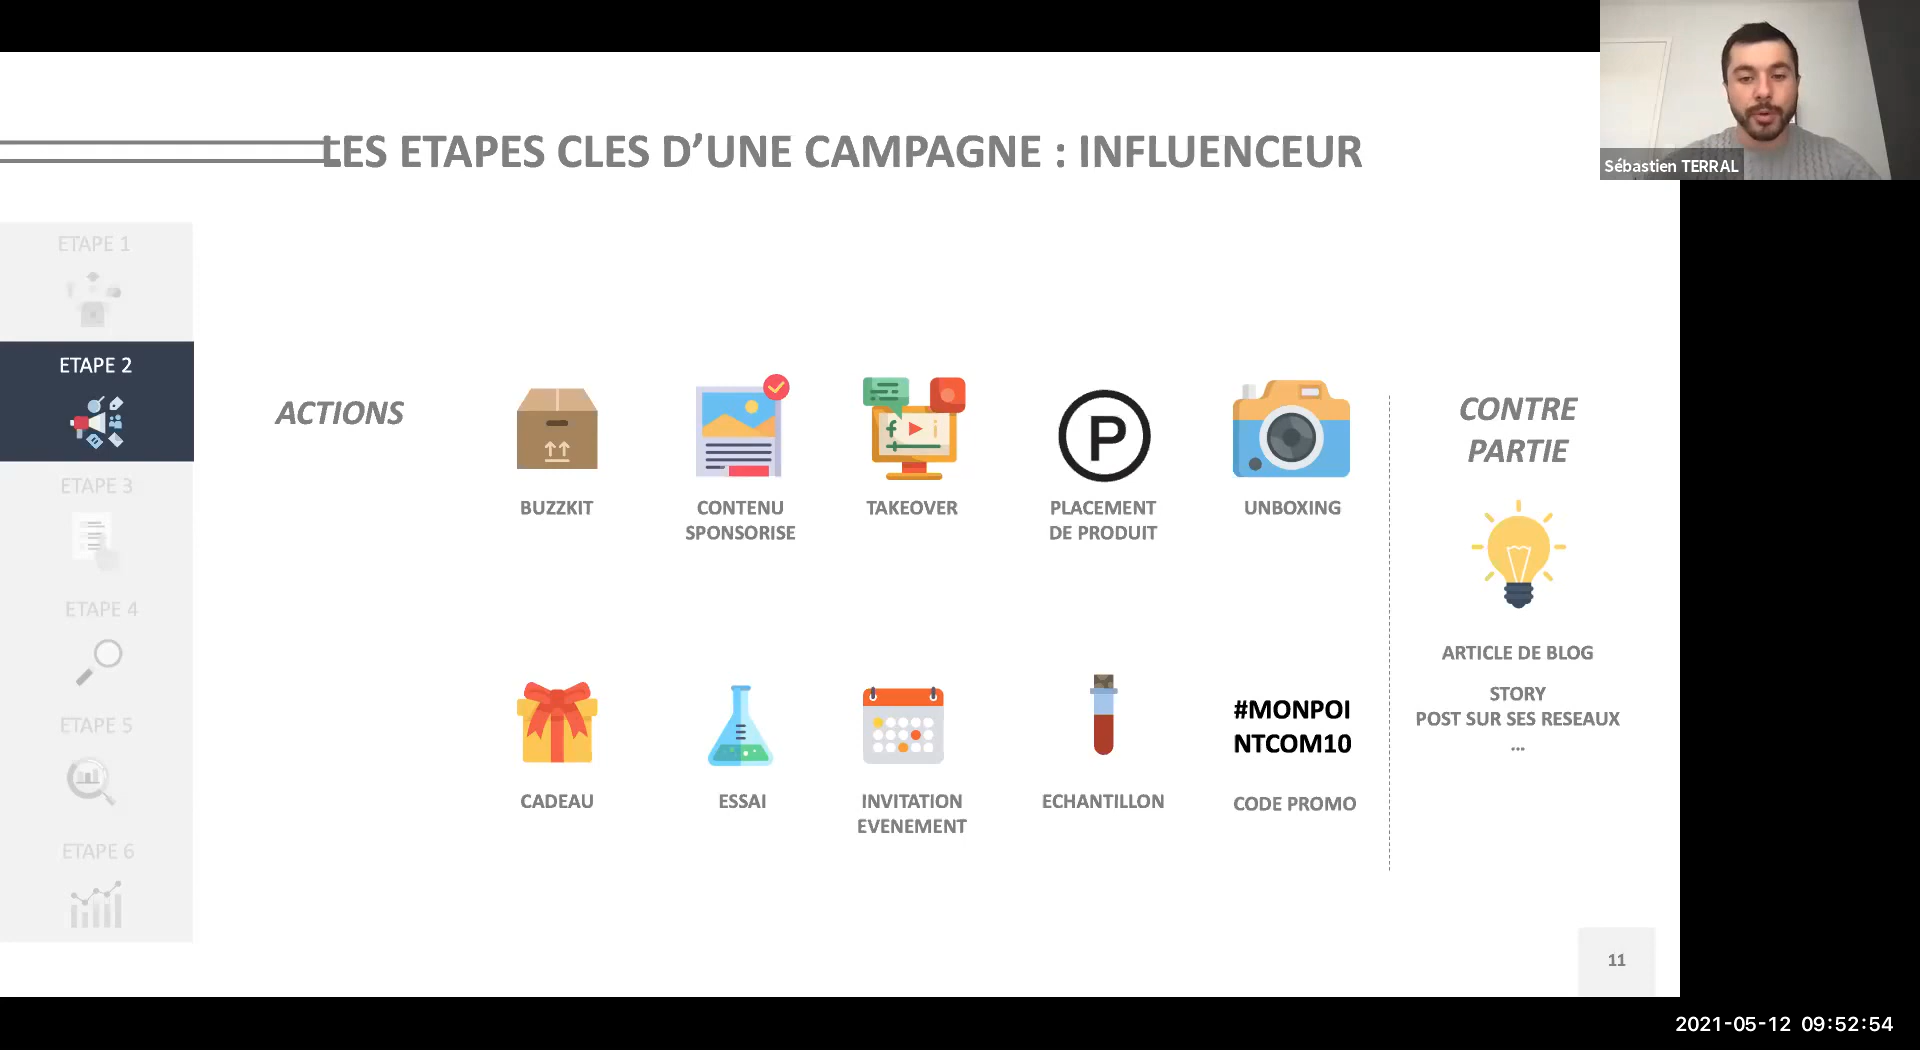 LES ETAPES CLES D’UNE CAMPAGNE : INFLUENCEUR
Sébastien TERRAL
ETAPE 1
ETAPE 2
ETAPE 3
ETAPE 4
ETAPE 5
ETAPE 6
ACTIONS
BUZZKIT
CONTENU
SPONSORISE
TAKEOVER
P
PLACEMENT
DE PRODUIT
UNBOXING
CADEAU
ESSAI
INVITATION
EVENEMENT
ECHANTILLON
#MONPOI
NTCOM10
CODE PROMO
CONTRE
PARTIE
ARTICLE DE BLOG
STORY
POST SUR SES RESEAUX
...
11
2021-05-12 09:52:54